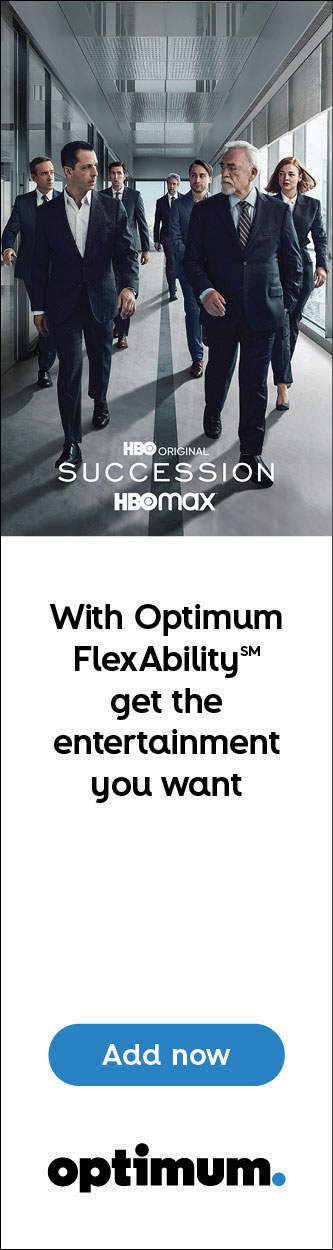 HBO ORIGINAL
SUCCESSION
HBOmax
With Optimum
FlexAbility℠
get the
entertainment
you want
Add now
optimum.